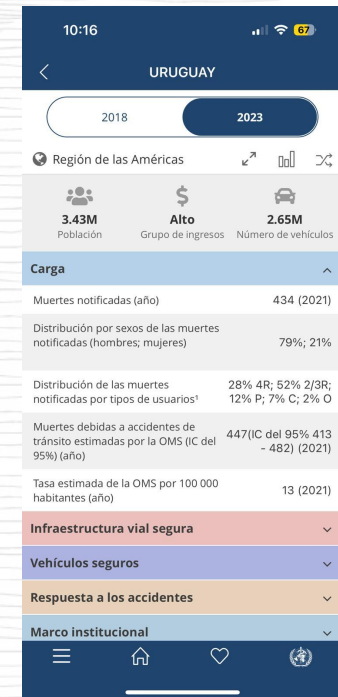 10:16
67
URUGUAY
2018
2023
Región de las Américas
3.43M
Población
Alto
Grupo de ingresos
2.65M
Número de vehículos
Carga
Muertes notificadas (año)
434 (2021)
Distribución por sexos de las muertes
notificadas (hombres; mujeres)
79%; 21%
Distribución de las muertes
notificadas por tipos de usuarios¹
28% 4R; 52% 2/3R;
12% P; 7% C; 2% O
Muertes debidas a accidentes de
tránsito estimadas por la OMS (IC del
95%) (año)
447(IC del 95% 413
- 482) (2021)
Tasa estimada de la OMS por 100 000
habitantes (año)
13 (2021)
Infraestructura vial segura
Vehículos seguros
Respuesta a los accidentes
Marco institucional